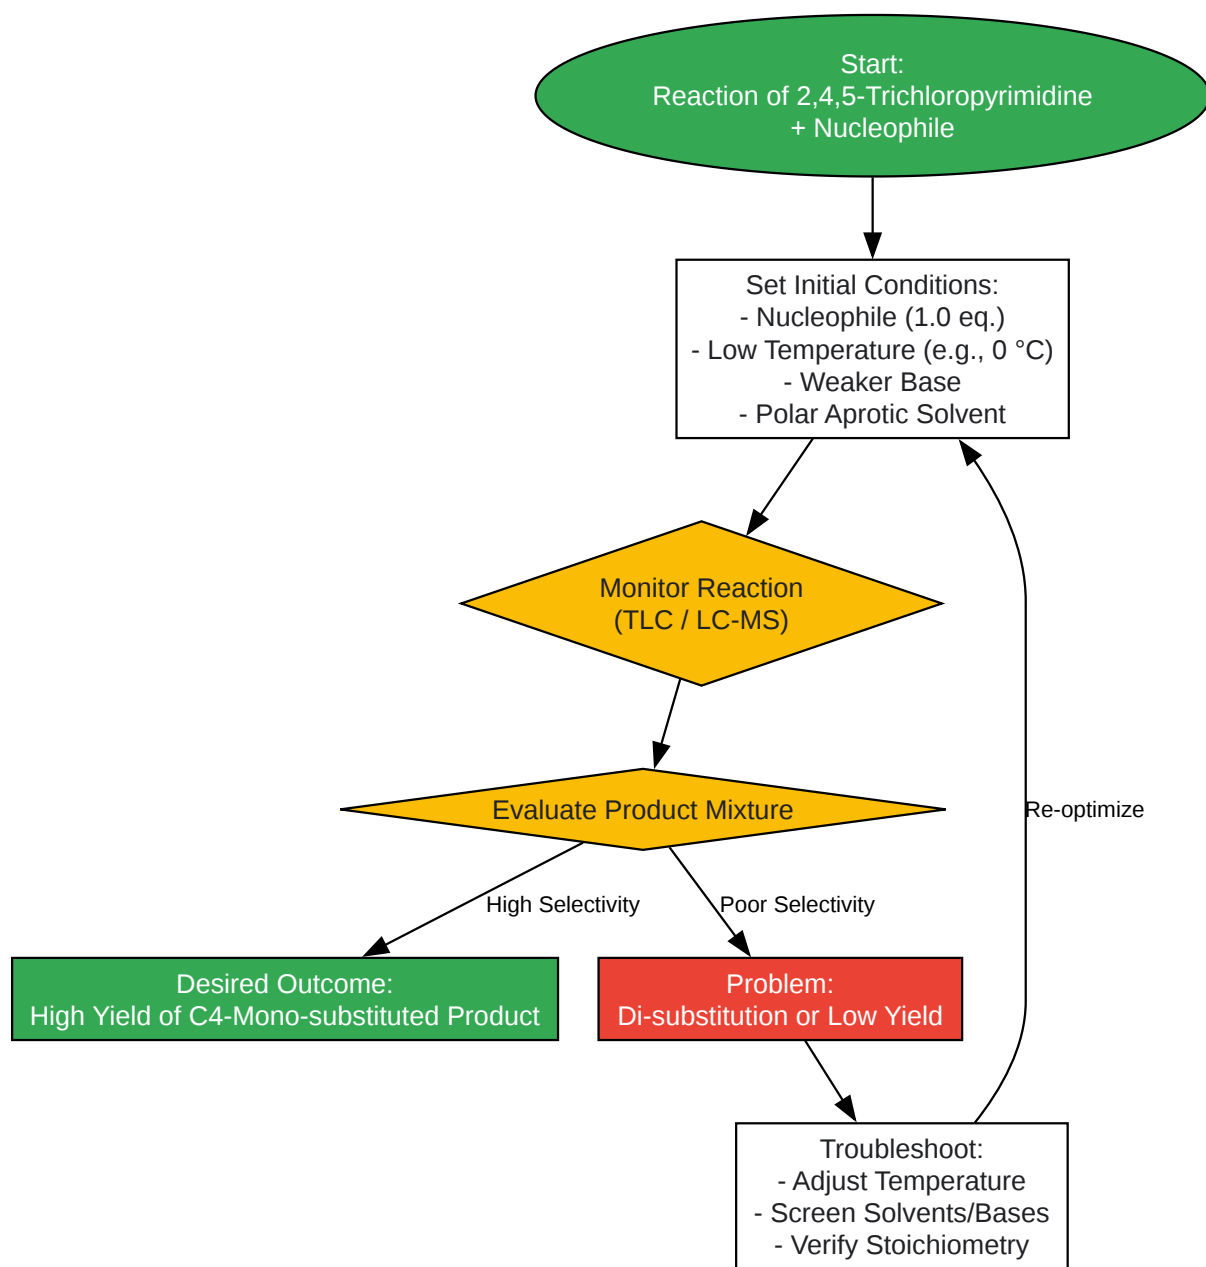 Start:
Reaction of 2,4,5-Trichloropyrimidine
+ Nucleophile
Set Initial Conditions:
- Nucleophile (1.0 eq.)
- Low Temperature (e.g., 0 °C)
- Weaker Base
- Polar Aprotic Solvent
Monitor Reaction
(TLC / LC-MS)
Evaluate Product Mixture
Re-optimize
High Selectivity
Poor Selectivity
Desired Outcome:
High Yield of C4-Mono-substituted Product
Problem:
Di-substitution or Low Yield
Troubleshoot:
- Adjust Temperature
- Screen Solvents/Bases
- Verify Stoichiometry